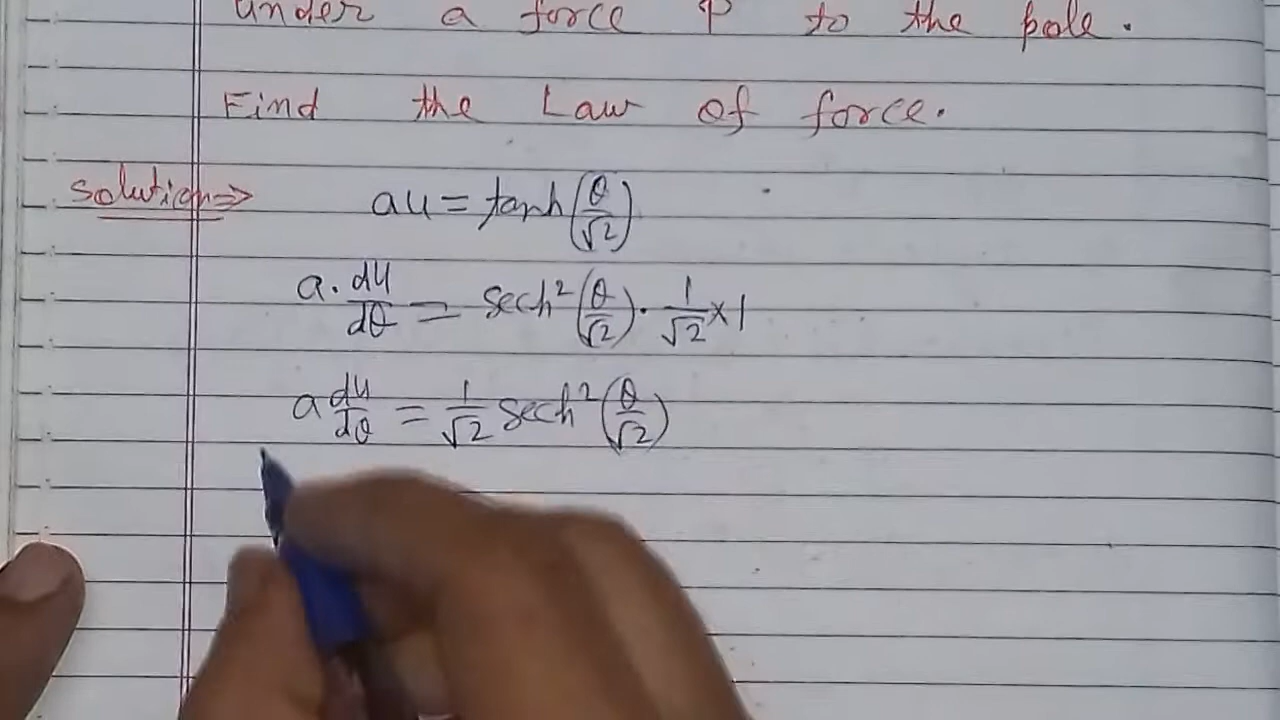 under a force P to the pole.
Find the Law of force.
Solution⇒ au = tanh(θ/√2)
a. du/dθ = sech²(θ/√2). 1/√2 × 1
a du/dθ = 1/√2 sech²(θ/√2)